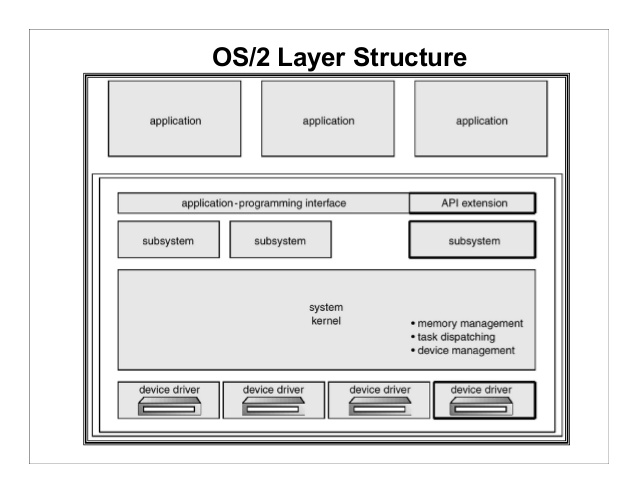 OS/2 Layer Structure
application
application
application
application-programming interface
API extension
subsystem
subsystem
subsystem
system
kernel
• memory management
• task dispatching
• device management
device driver
device driver
device driver
device driver